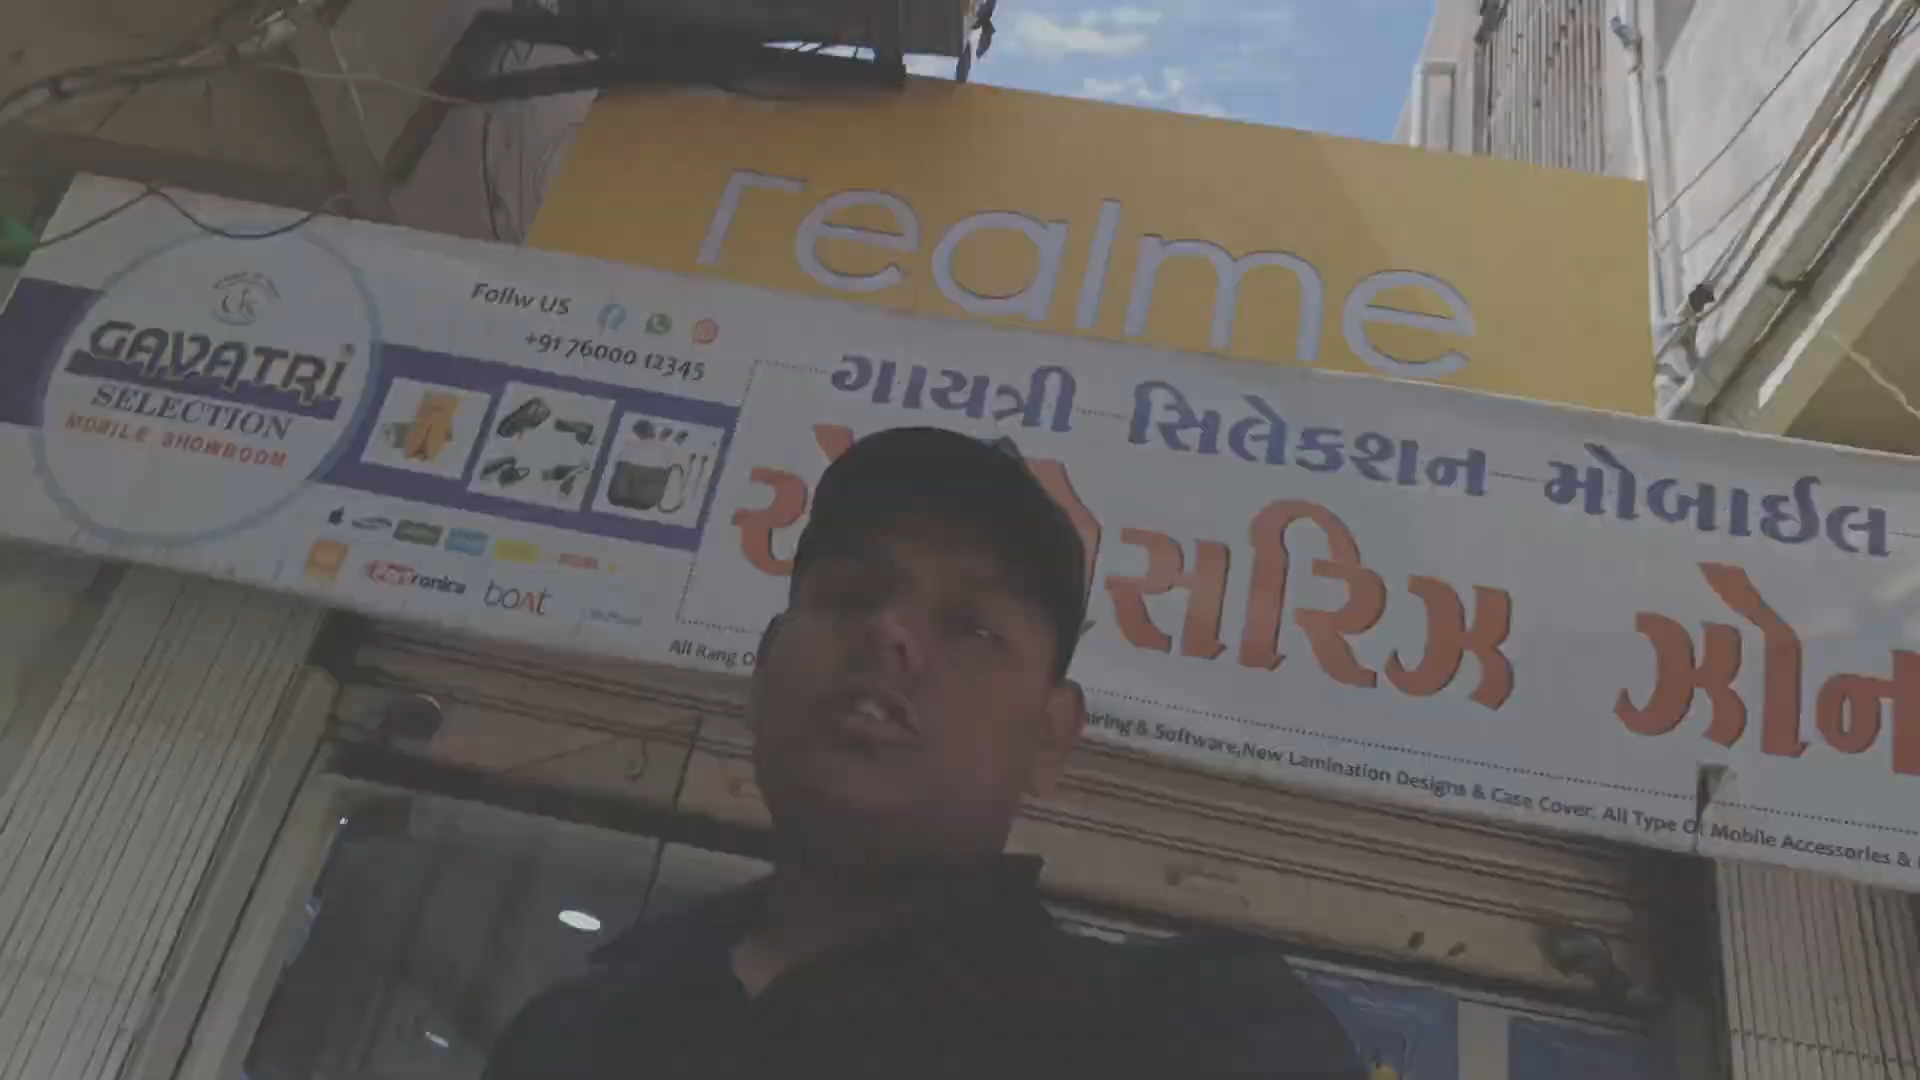 realme
Follw us
+91 76000 12345
GAYATRi
SELECTION
MOBILE SHOWROOM
ગાયત્રી સિલેકશન મોબાઈલ
સરિઝ ઝોન
Portronics boAt
All Rang
& Software,New Lamination Designs & Case Cover, All Type Of Mobile Accessories &